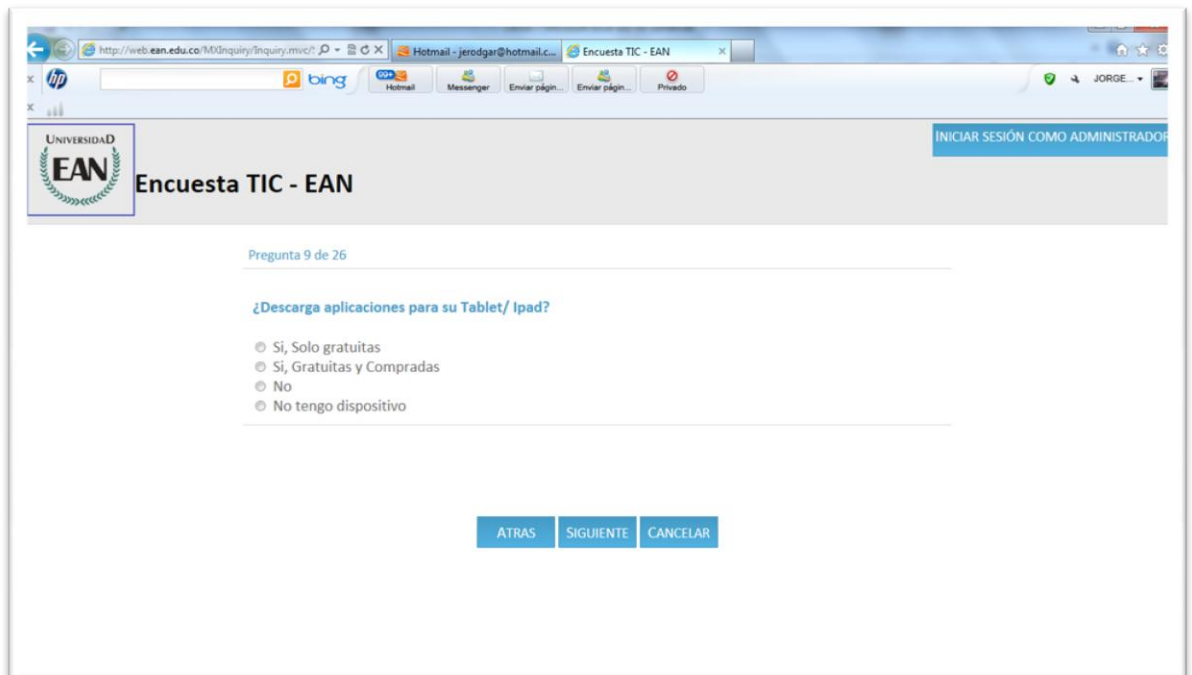 http://web.ean.edu.co/MXInquiry/Inquiry.mvc/
Hotmail - jerodgar@hotmail.c...
Encuesta TIC - EAN
hp
bing
99+
Hotmail
Messenger
Enviar págin...
Enviar págin...
Privado
JORGE...
UNIVERSIDAD
EAN
Encuesta TIC - EAN
INICIAR SESIÓN COMO ADMINISTRADOR
Pregunta 9 de 26
¿Descarga aplicaciones para su Tablet/ Ipad?
Si, Solo gratuitas
Si, Gratuitas y Compradas
No
No tengo dispositivo
ATRAS
SIGUIENTE
CANCELAR